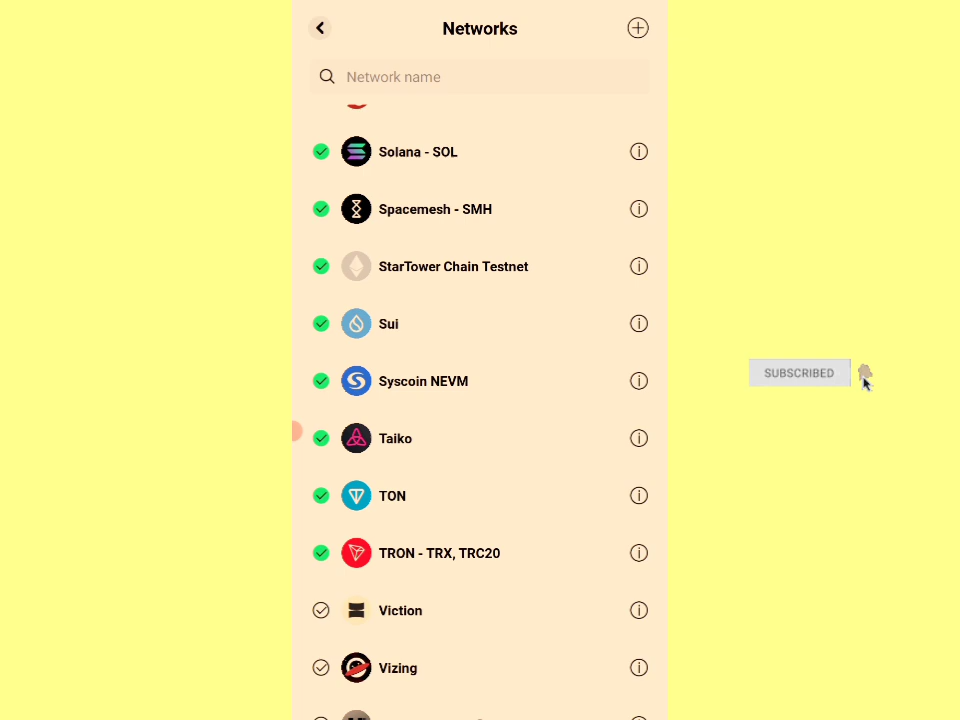 Networks
Network name
Solana - SOL
Spacemesh - SMH
StarTower Chain Testnet
Sui
Syscoin NEVM
SUBSCRIBED
Taiko
TON
TRON - TRX, TRC20
Viction
Vizing